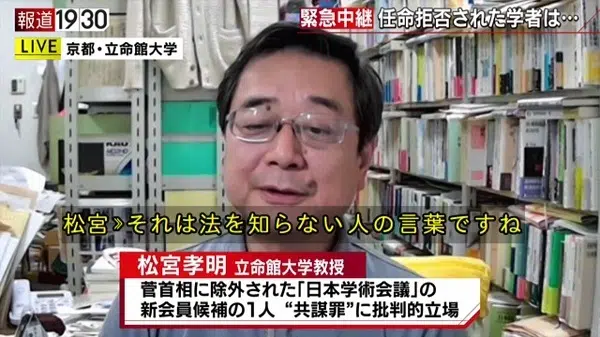 報道1930
緊急中継 任命拒否された学者は…
LIVE 京都・立命館大学
松宮≫それは法を知らない人の言葉ですね
松宮孝明 立命館大学教授
菅首相に除外された「日本学術会議」の
新会員候補の1人 “共謀罪”に批判的立場